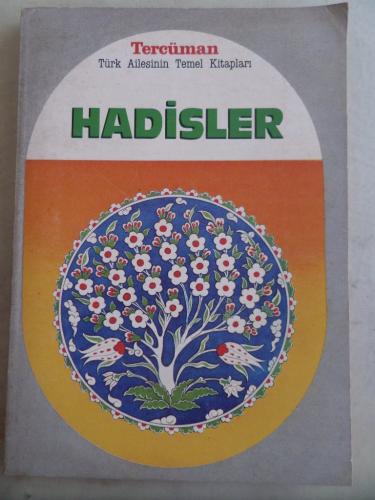 Tercüman
Türk Ailesinin Temel Kitapları
HADİSLER